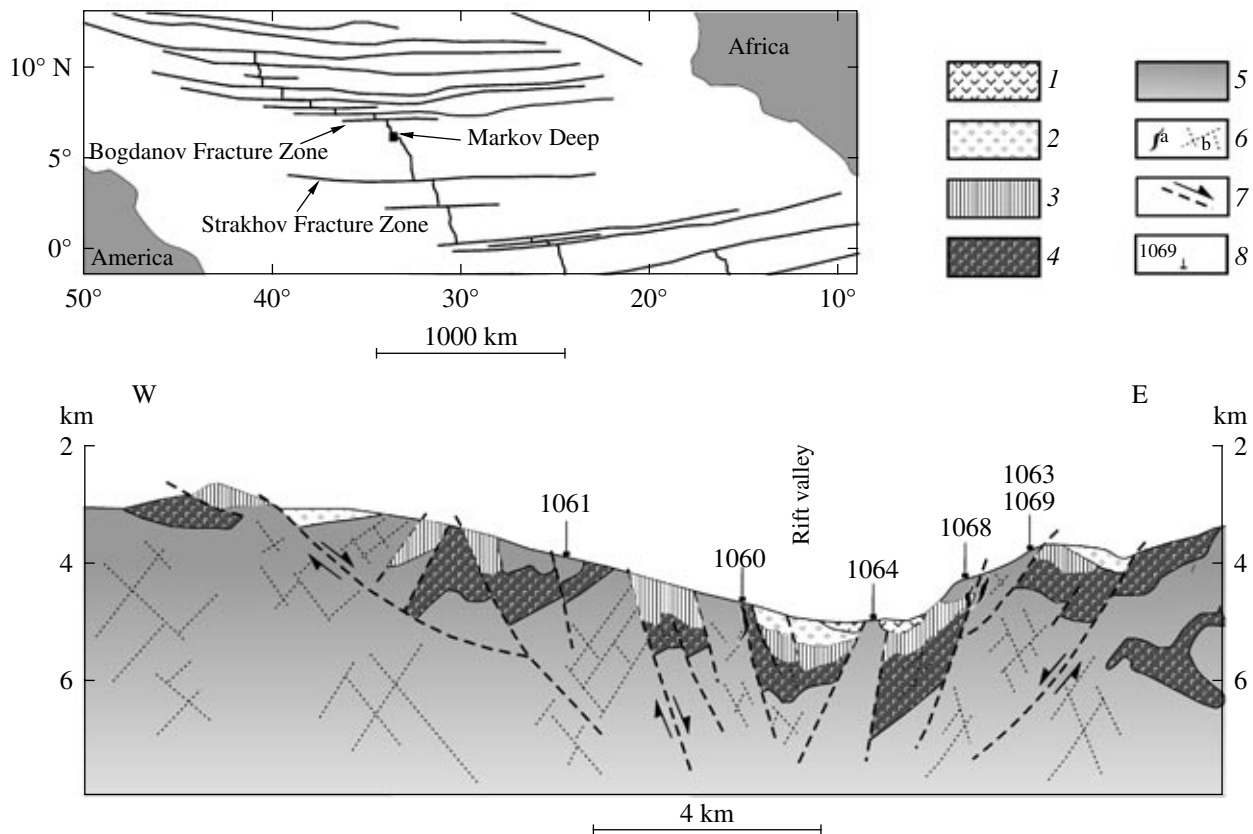 10° N
5°
0°
50°
40°
30°
20°
10°
Africa
America
Bogdanov Fracture Zone
Markov Deep
Strakhov Fracture Zone
1000 km
1
2
3
4
5
a
b
6
7
1069
8
W
E
km
2
4
6
km
2
4
6
1061
1060
Rift valley
1064
1068
1063
1069
4 km